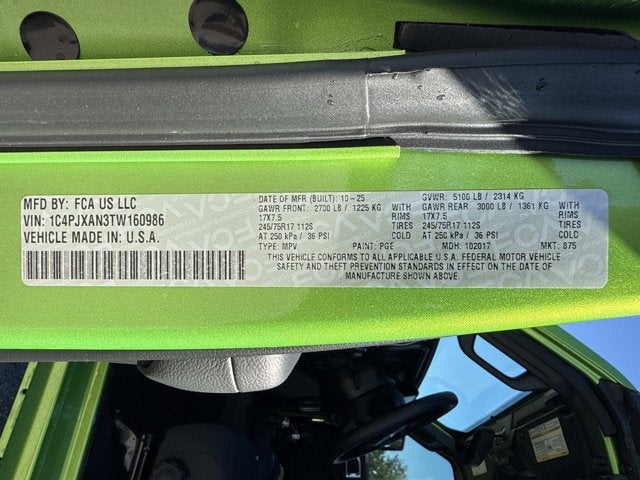 MFD BY: FCA US LLC
VIN: 1C4PJXAN3TW160986
VEHICLE MADE IN: U.S.A.
DATE OF MFR (BUILT): 10-25 GVWR: 5100 LB / 2314 KG
GAWR FRONT: 2700 LB / 1225 KG WITH GAWR REAR: 3000 LB / 1361 KG WITH
17X7.5 RIMS 17X7.5 RIMS
245/75R17 112S TIRES 245/75R17 112S TIRES
AT 250 kPa / 36 PSI COLD AT 250 kPa / 36 PSI COLD
TYPE: MPV PAINT: PGE MDH: 102017 MKT: 875
THIS VEHICLE CONFORMS TO ALL APPLICABLE U.S.A. FEDERAL MOTOR VEHICLE
SAFETY AND THEFT PREVENTION STANDARDS IN EFFECT ON THE DATE OF
MANUFACTURE SHOWN ABOVE.